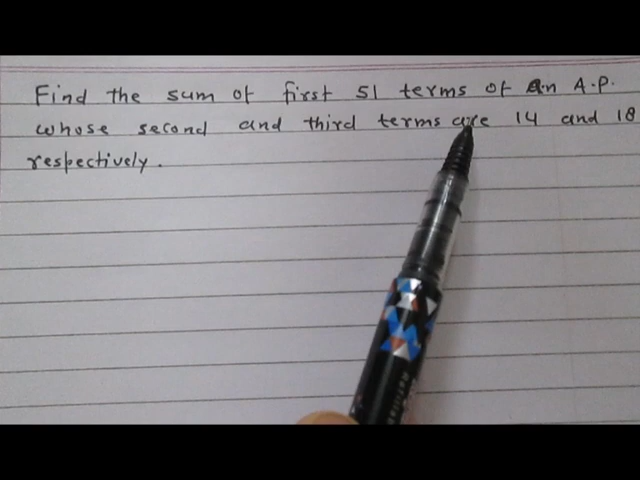 Find the sum of first 51 terms of an A.P.
whose second and third terms are 14 and 18
respectively.